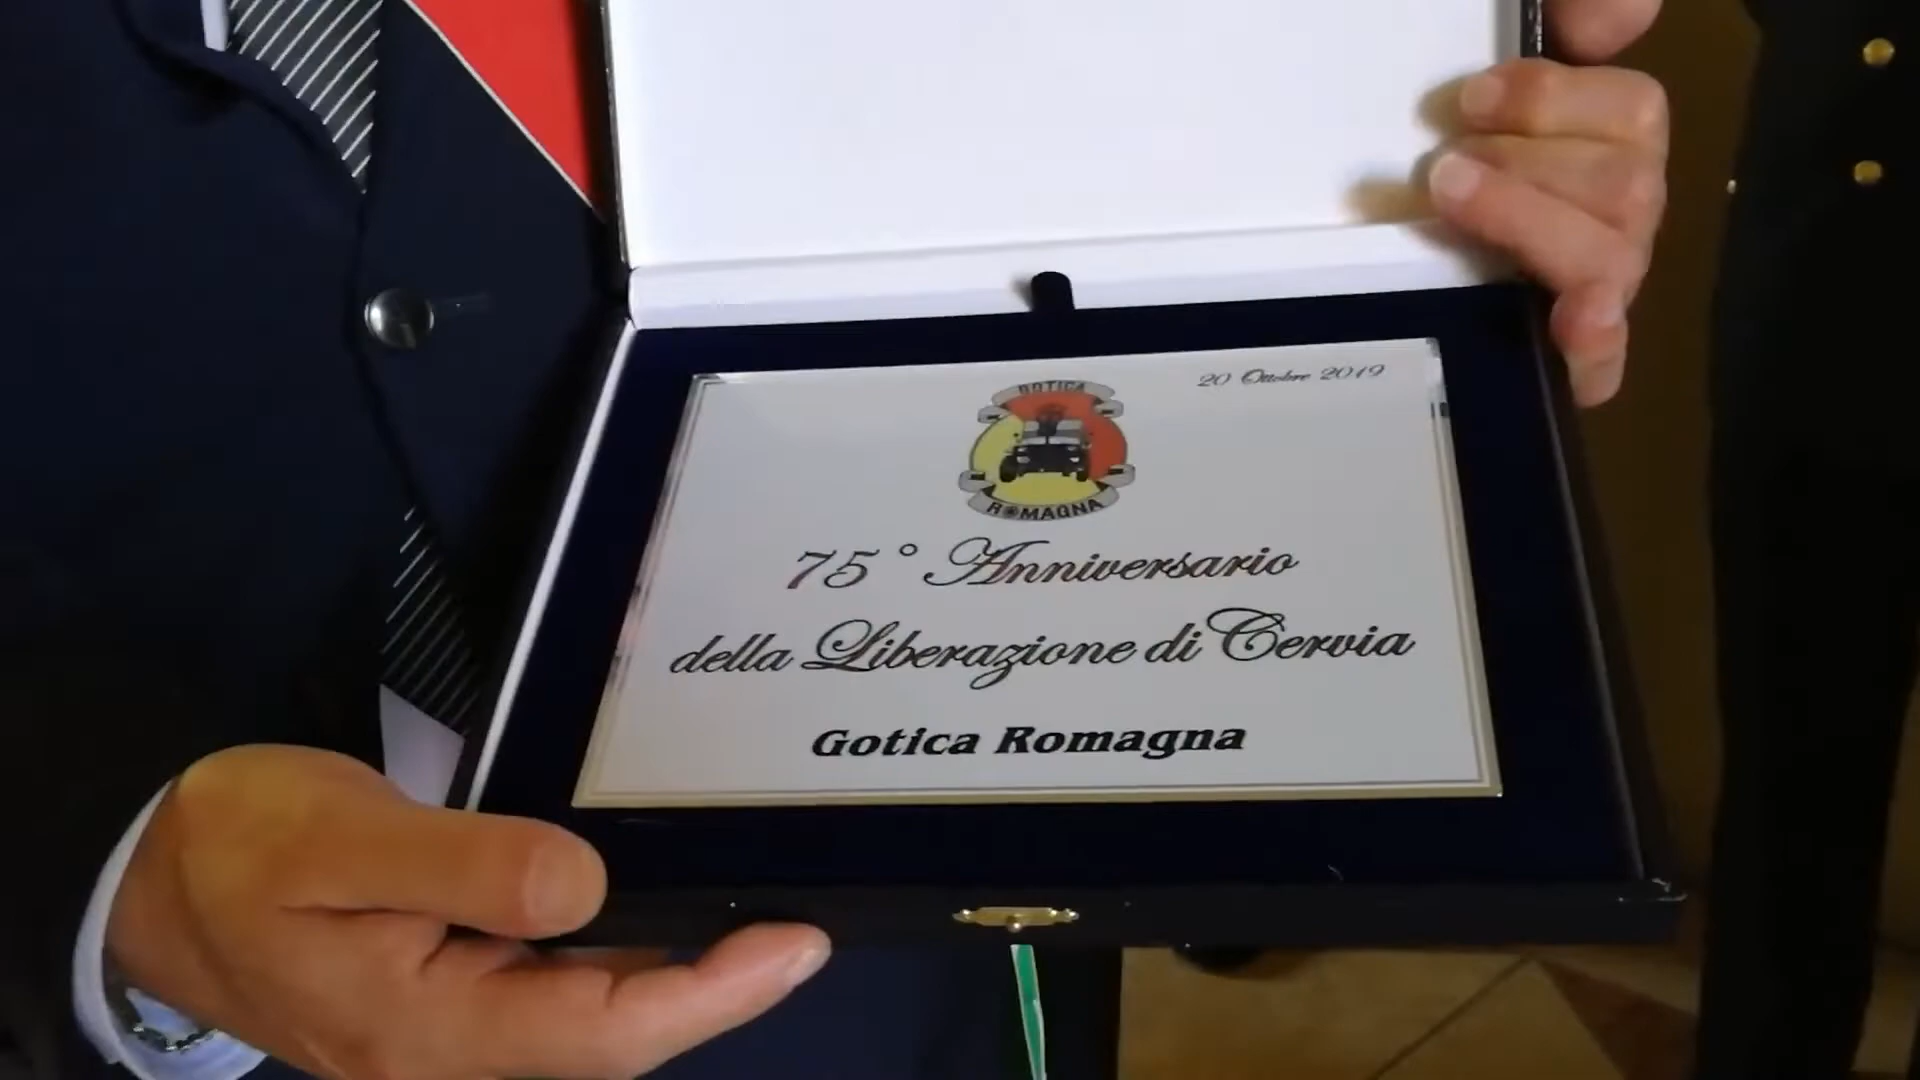 20 Ottobre 2019
GOTICA
ROMAGNA
75° Anniversario
della Liberazione di Cervia
Gotica Romagna